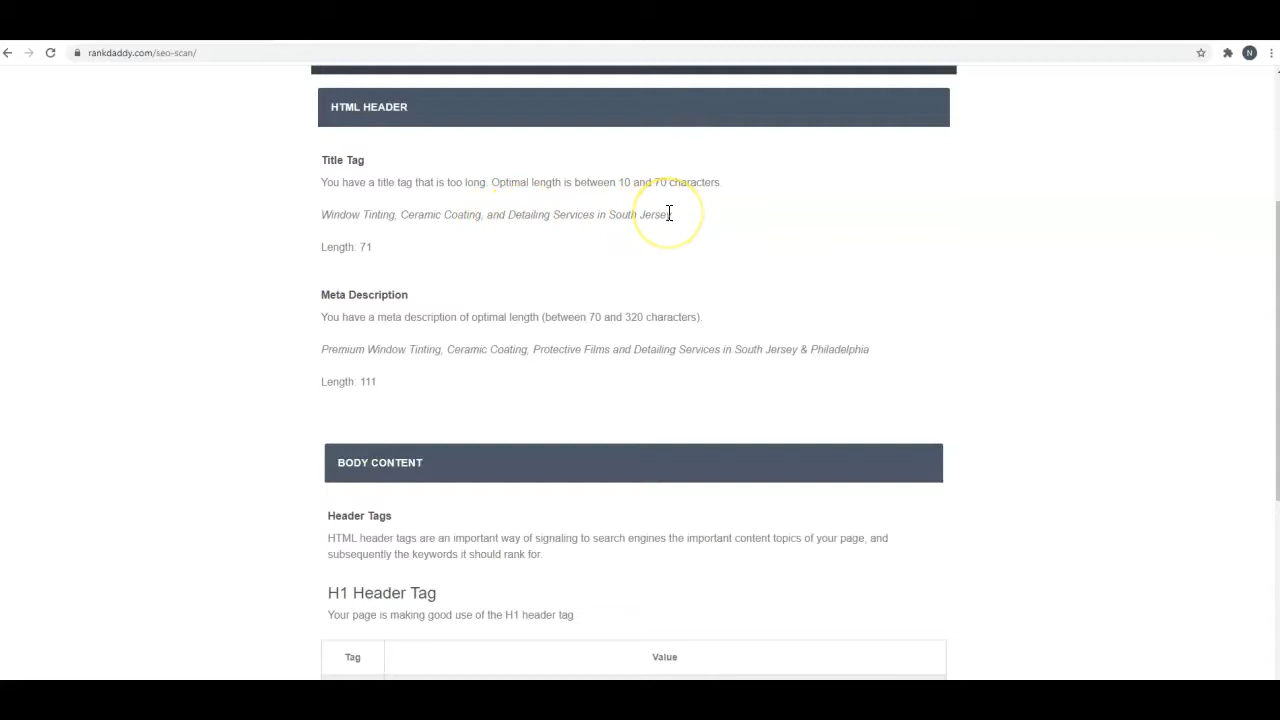 rankdaddy.com/seo-scan/
N
HTML HEADER
Title Tag
You have a title tag that is too long. Optimal length is between 10 and 70 characters.
Window Tinting, Ceramic Coating, and Detailing Services in South Jersey
Length: 71
Meta Description
You have a meta description of optimal length (between 70 and 320 characters).
Premium Window Tinting, Ceramic Coating, Protective Films and Detailing Services in South Jersey & Philadelphia
Length: 111
BODY CONTENT
Header Tags
HTML header tags are an important way of signaling to search engines the important content topics of your page, and
subsequently the keywords it should rank for.
H1 Header Tag
Your page is making good use of the H1 header tag
Tag Value